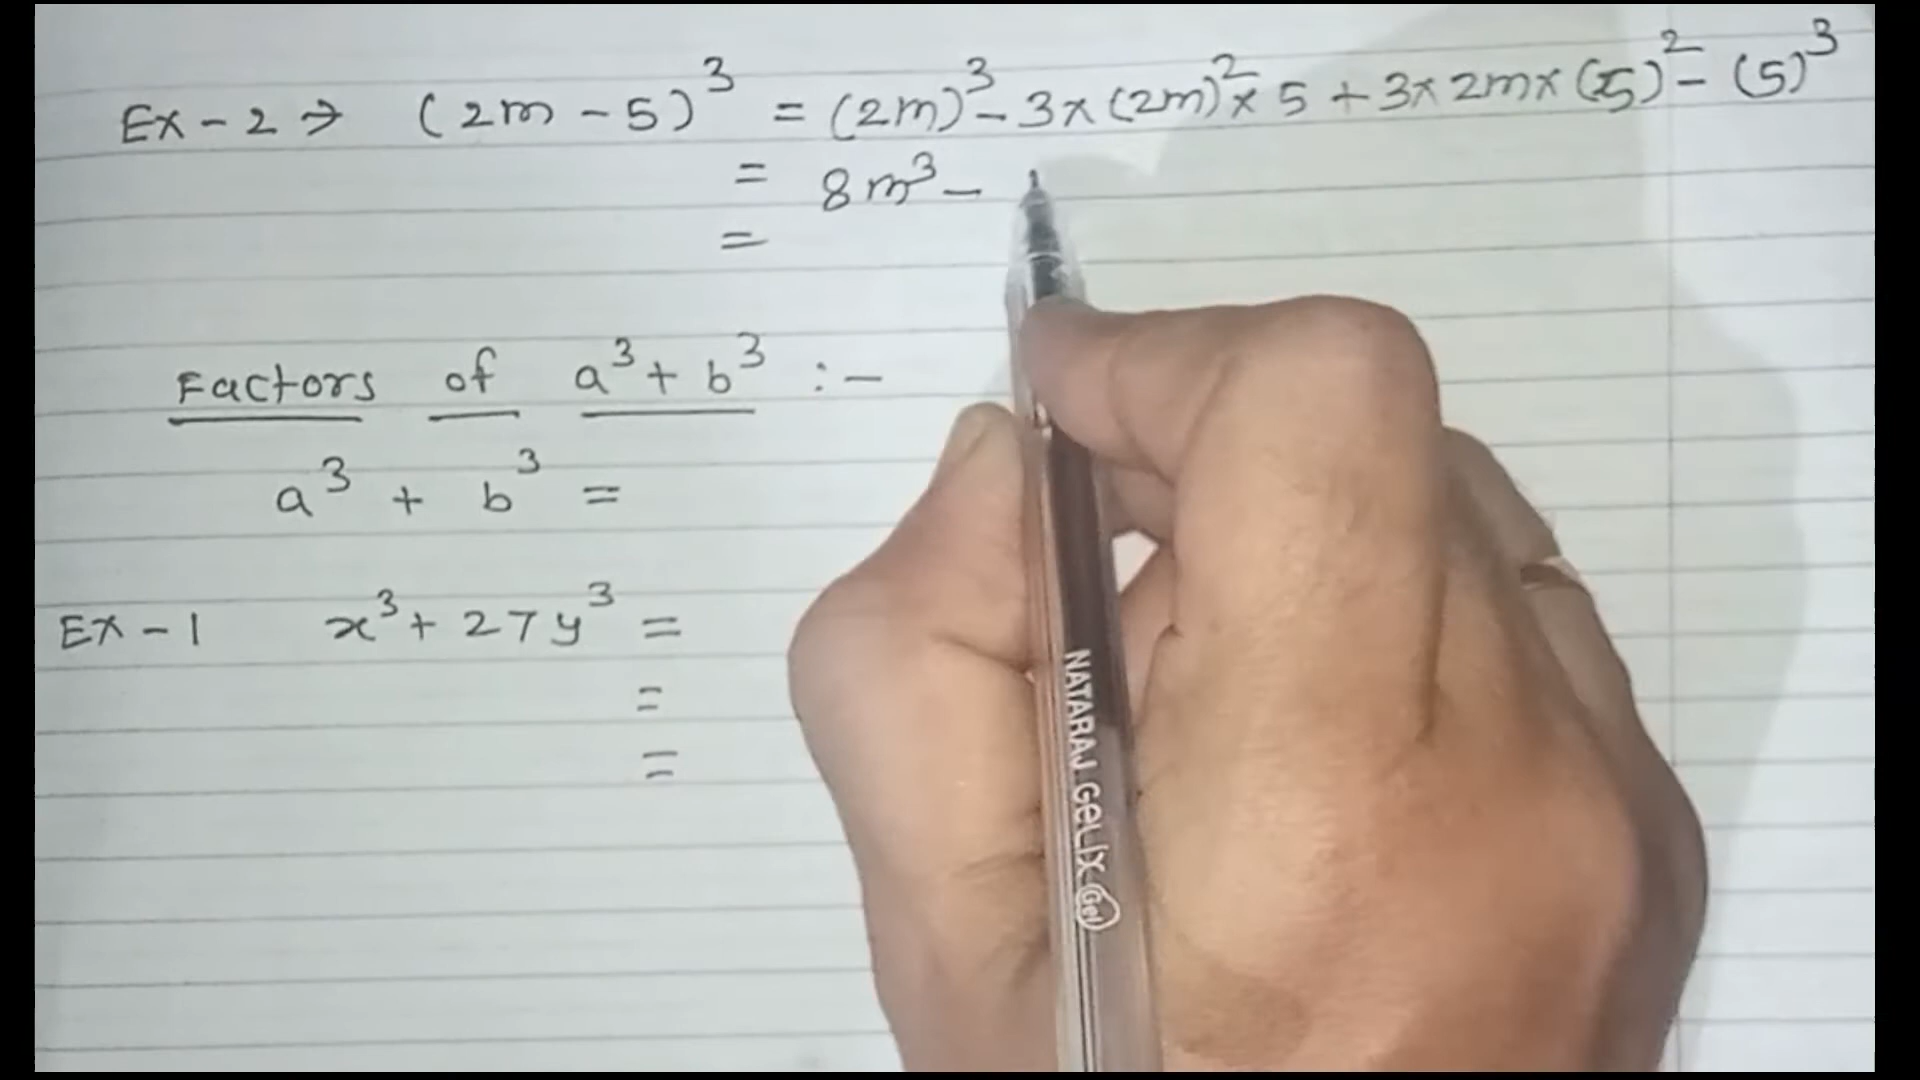 Ex - 2 → (2m - 5)³ = (2m)³ - 3 × (2m)² × 5 + 3 × 2m × (5)² - (5)³
= 8m³ -
=
Factors of a³ + b³ :-
a³ + b³ =
Ex - 1 x³ + 27y³ =
=
=
NATARAJ GELIX Gel